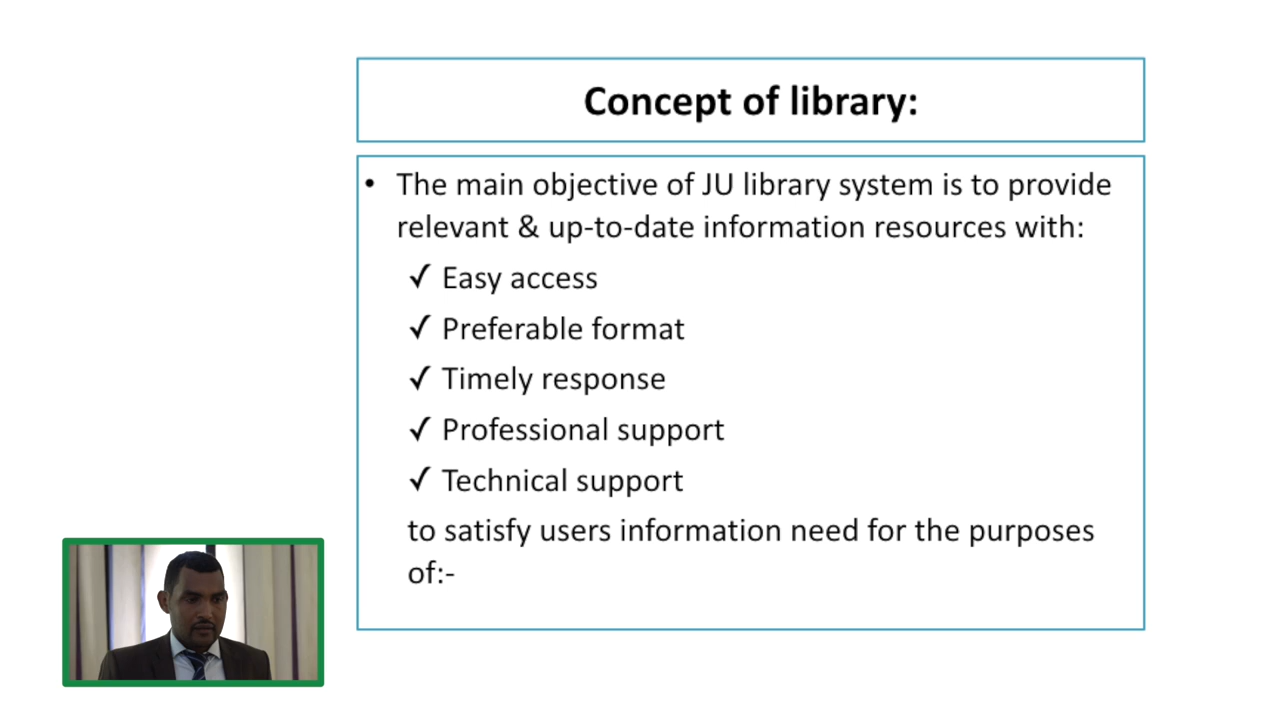 Concept of library:
• The main objective of JU library system is to provide
relevant & up-to-date information resources with:
✓ Easy access
✓ Preferable format
✓ Timely response
✓ Professional support
✓ Technical support
to satisfy users information need for the purposes
of:-